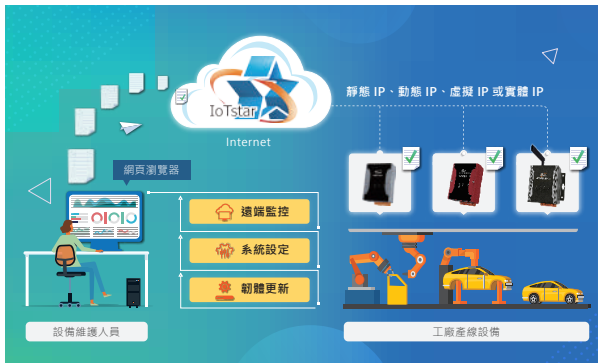 IoTstar
Internet
靜態 IP、動態 IP、虛擬 IP 或實體 IP
網頁瀏覽器
遠端監控
系統設定
韌體更新
設備維護人員
工廠產線設備